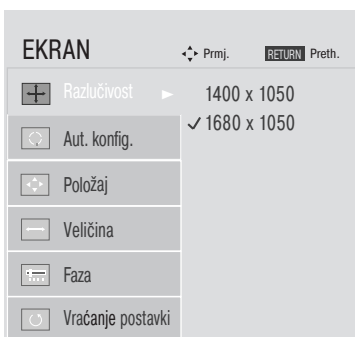 EKRAN Prmj. RETURN Preth.
Razlučivost 1400 x 1050
1680 x 1050
Aut. konfig.
Položaj
Veličina
Faza
Vraćanje postavki